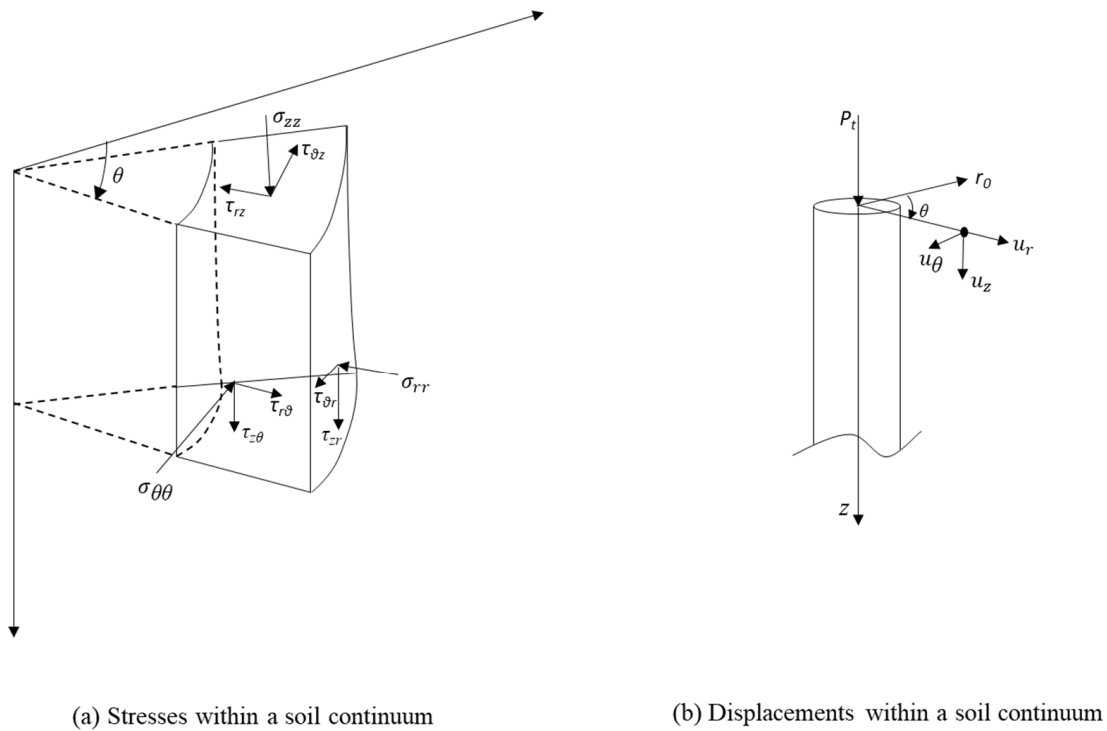 σzz
τϑz
θ
τrz
σrr
τϑr
τrϑ
τzθ
τzr
σθθ
Pt
r0
θ
ur
uθ
uz
z
(a) Stresses within a soil continuum
(b) Displacements within a soil continuum